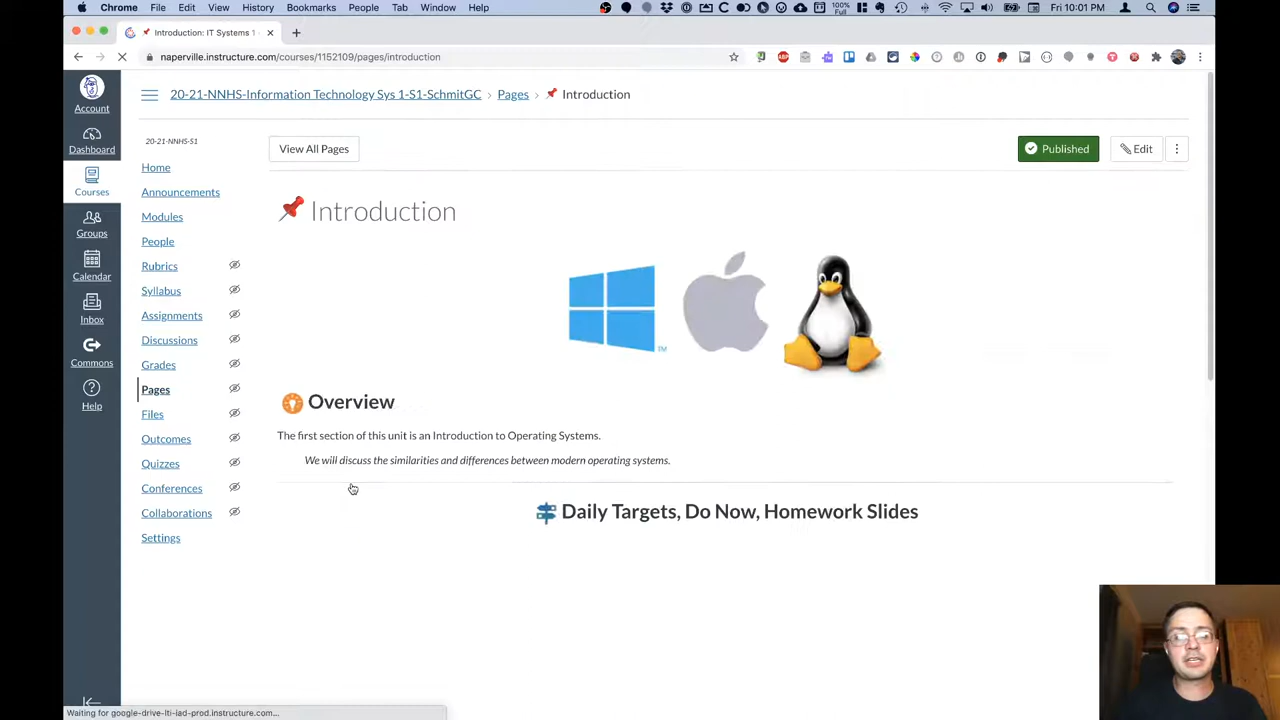 Chrome File Edit View History Bookmarks People Tab Window Help
100% Full
Fri 10:01 PM
Introduction: IT Systems 1
naperville.instructure.com/courses/1152109/pages/introduction
20-21-NNHS-Information Technology Sys 1-S1-SchmitGC › Pages › Introduction
Account
Dashboard
Courses
Groups
Calendar
Inbox
Commons
Help
20-21-NNHS-S1
Home
Announcements
Modules
People
Rubrics
Syllabus
Assignments
Discussions
Grades
Pages
Files
Outcomes
Quizzes
Conferences
Collaborations
Settings
View All Pages
Published
Edit
Introduction
TM
Overview
The first section of this unit is an Introduction to Operating Systems.
We will discuss the similarities and differences between modern operating systems.
Daily Targets, Do Now, Homework Slides
Waiting for google-drive-lti-iad-prod.instructure.com...